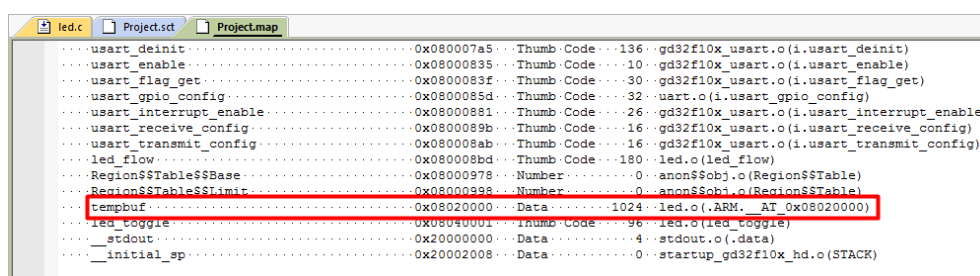 led.c Project.sct Project.map
usart_deinit 0x080007a5 Thumb Code 136 gd32f10x_usart.o(i.usart_deinit)
usart_enable 0x08000835 Thumb Code 10 gd32f10x_usart.o(i.usart_enable)
usart_flag_get 0x0800083f Thumb Code 30 gd32f10x_usart.o(i.usart_flag_get)
usart_gpio_config 0x0800085d Thumb Code 32 uart.o(i.usart_gpio_config)
usart_interrupt_enable 0x08000881 Thumb Code 26 gd32f10x_usart.o(i.usart_interrupt_enable
usart_receive_config 0x0800089b Thumb Code 16 gd32f10x_usart.o(i.usart_receive_config)
usart_transmit_config 0x080008ab Thumb Code 16 gd32f10x_usart.o(i.usart_transmit_config)
led_flow 0x080008bd Thumb Code 180 led.o(led_flow)
Region$$Table$$Base 0x08000978 Number 0 anon$$obj.o(Region$$Table)
Region$$Table$$Limit 0x08000998 Number 0 anon$$obj.o(Region$$Table)
tempbuf 0x08020000 Data 1024 led.o(.ARM.__AT_0x08020000)
led_toggle 0x08040001 Thumb Code 96 led.o(led_toggle)
__stdout 0x20000000 Data 4 stdout.o(.data)
__initial_sp 0x20002008 Data 0 startup_gd32f10x_hd.o(STACK)